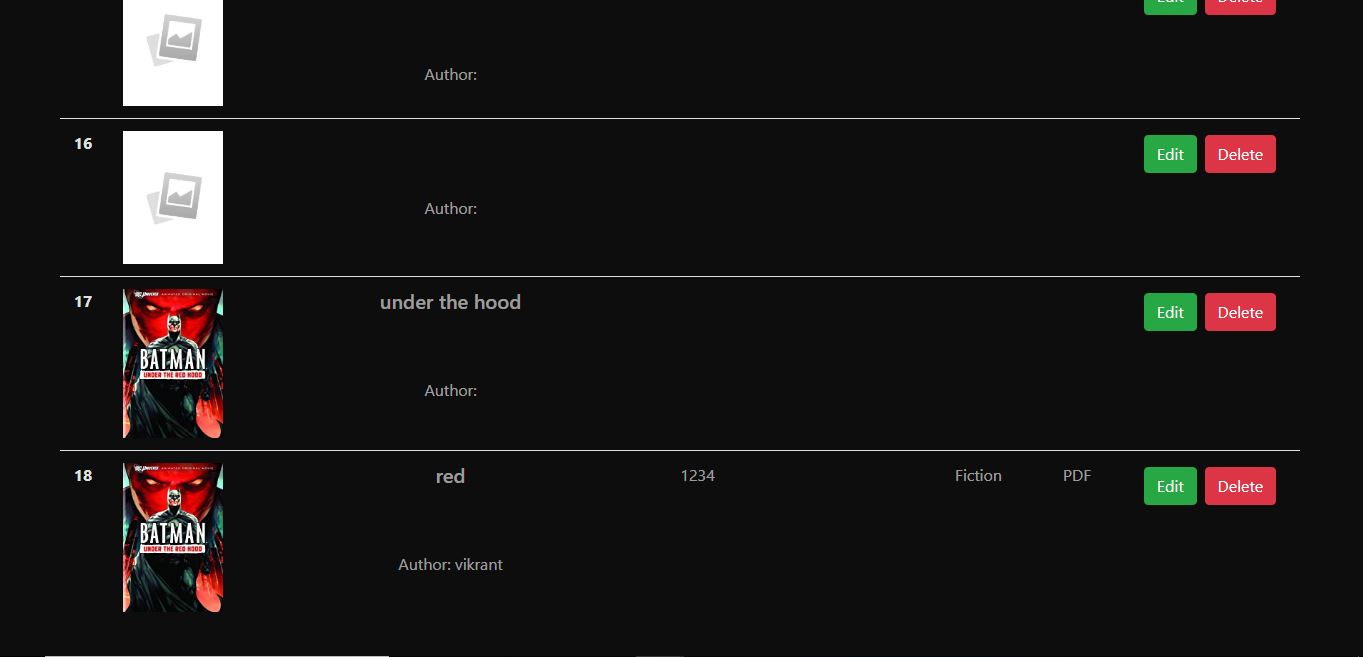 Edit Delete
Author:
16 Edit Delete
Author:
17 under the hood Edit Delete
BATMAN
UNDER THE RED HOOD
Author:
18 red 1234 Fiction PDF Edit Delete
BATMAN
UNDER THE RED HOOD
Author: vikrant